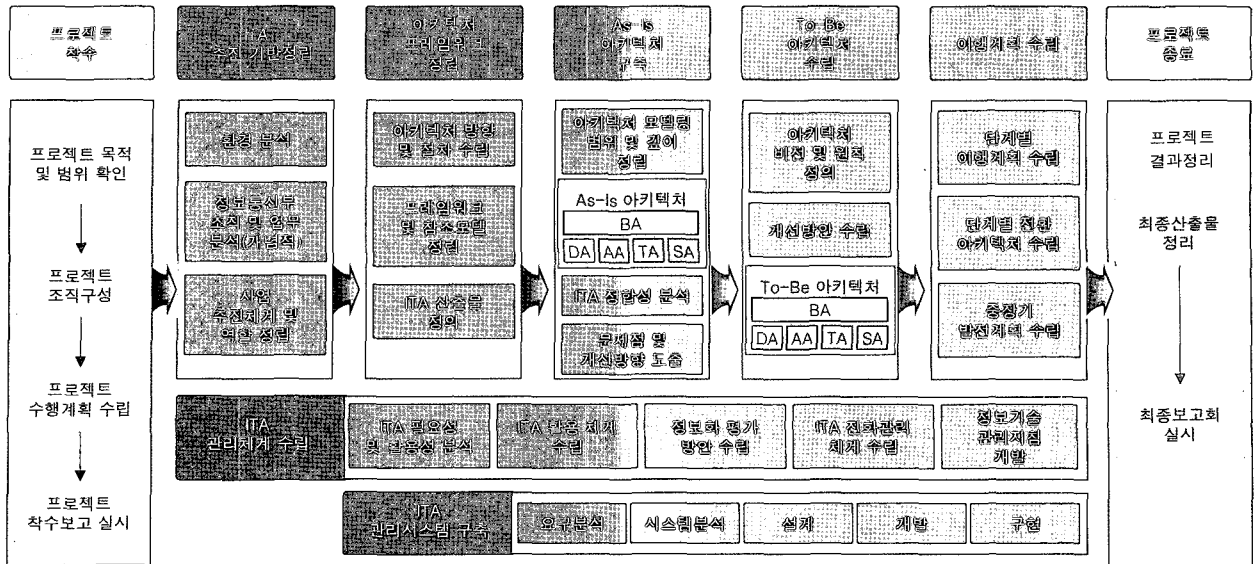 프로젝트
착수
ITA
추진 기반정립
아키텍처
프레임워크
정립
As-Is
아키텍처
구축
To-Be
아키텍처
수립
이행계획 수립
프로젝트
종료
프로젝트 목적
및 범위 확인
프로젝트
조직구성
프로젝트
수행계획 수립
프로젝트
착수보고 실시
환경 분석
정보통신부
조직 및 업무
분석(개념적)
사업
추진체계 및
역할 정립
아키텍처 방향
및 절차 수립
프레임워크
및 참조모델
정립
ITA 산출물
정의
아키텍처 모델링
범위 및 깊이
정립
As-Is 아키텍처
BA
DA AA TA SA
ITA 정합성 분석
문제점 및
개선방향 도출
아키텍처
비전 및 원칙
정의
개선방안 수립
To-Be 아키텍처
BA
DA AA TA SA
단계별
이행계획 수립
단계별 전환
아키텍처 수립
중장기
발전계획 수립
프로젝트
결과정리
최종산출물
정리
최종보고회
실시
ITA
관리체계 수립
ITA 필요성
및 활용성 분석
ITA 활용 체계
수립
정보화 평가
방안 수립
ITA 진화관리
체계 수립
정보기술
관리지침
개발
ITA
관리시스템 구축
요구분석
시스템분석
설계
개발
구현